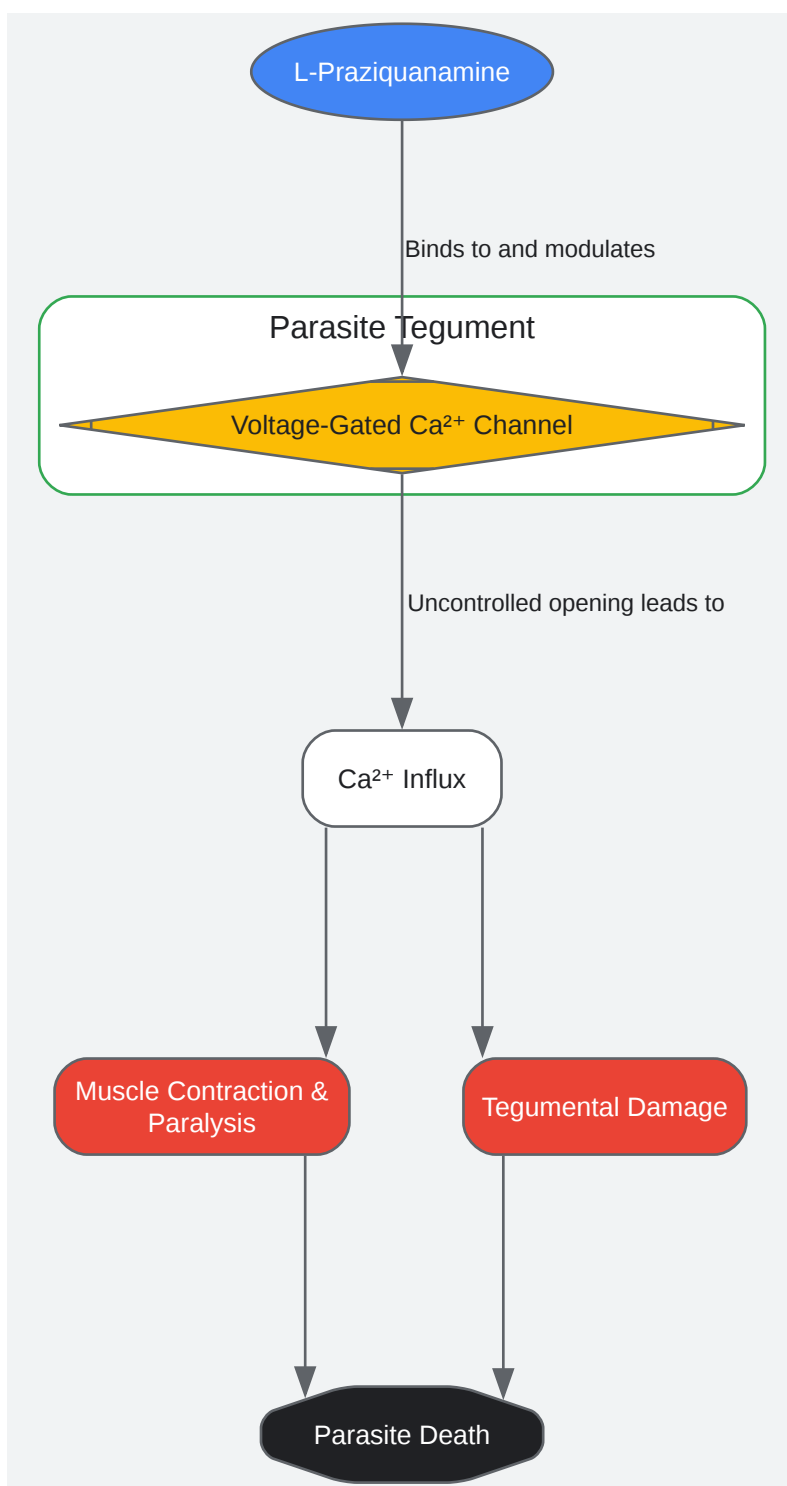 L-Praziquanamine
Binds to and modulates
Parasite Tegument
Voltage-Gated Ca²⁺ Channel
Uncontrolled opening leads to
Ca²⁺ Influx
Muscle Contraction &
Paralysis
Tegumental Damage
Parasite Death